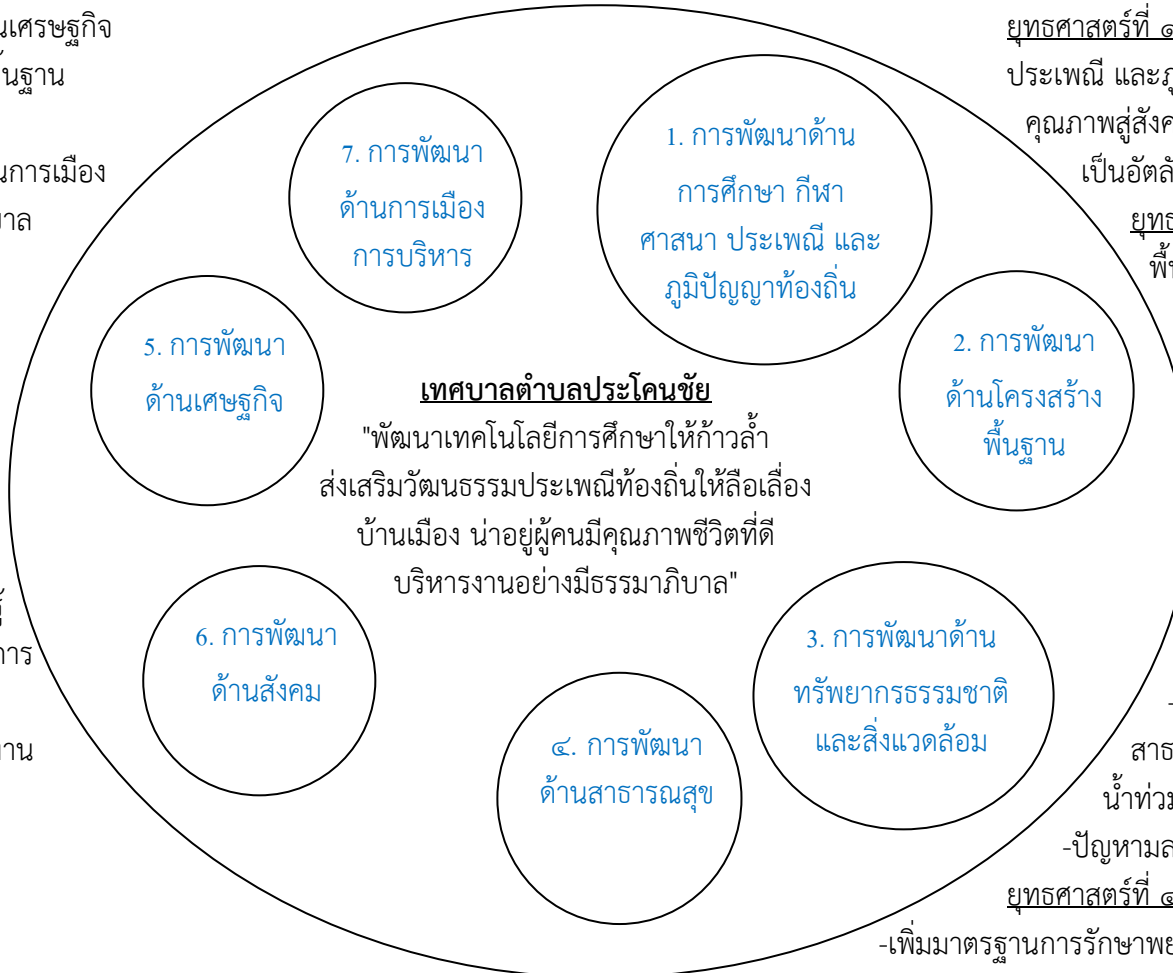 นเศรษฐกิจ
้นฐาน
นการเมือง
าล
ยุทธศาสตร์ที่ ๑
ประเพณี และ
คุณภาพสู่
เป็น
7. การพัฒนา
ด้านการเมือง
การบริหาร
1. การพัฒนาด้าน
การศึกษา กีฬา
ศาสนา ประเพณี และ
ภูมิปัญญาท้องถิ่น
5. การพัฒนา
ด้านเศษฐกิจ
2. การพัฒนา
ด้านโครงสร้าง
พื้นฐาน
เทศบาลตำบลประโคนชัย
"พัฒนาเทคโนโลยีการศึกษาให้ก้าวล้ำ
ส่งเสริมวัฒนธรรมประเพณีท้องถิ่นให้ลือเลื่อง
บ้านเมือง น่าอยู่ผู้คนมีคุณภาพชีวิตที่ดี
บริหารงานอย่างมีธรรมาภิบาล"
6. การพัฒนา
ด้านสังคม
3. การพัฒนาด้าน
ทรัพยากรธรรมชาติ
และสิ่งแวดล้อม
๔. การพัฒนา
ด้านสาธารณสุข
การ
าน
สาธ
น้ำท่วม
-ปัญหาม
ยุทธศาสตร์ที่ ๔
-เพิ่มมาตรฐานการรักษาพย